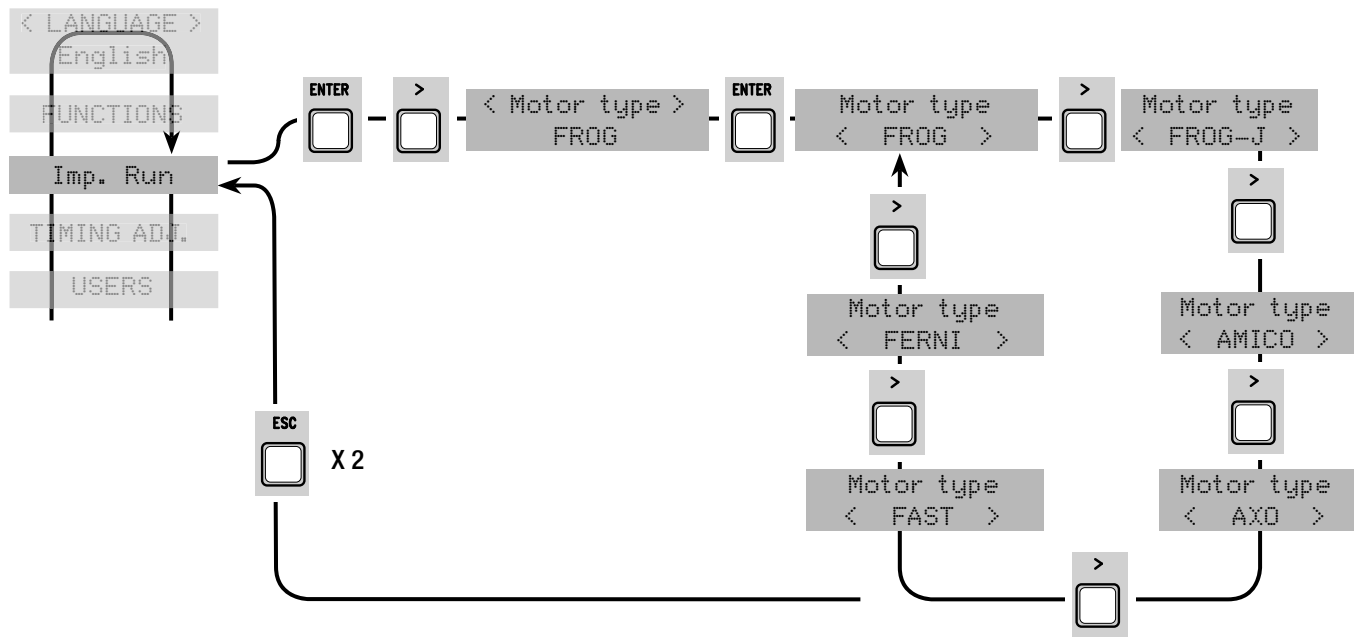 < LANGUAGE >
English
FUNCTIONS
Imp. Run
TIMING ADJ.
USERS
ENTER
>
< Motor type >
FROG
ENTER
Motor type
< FROG >
>
Motor type
< FROG-J >
>
>
Motor type
< FERNI >
Motor type
< AMICO >
>
>
ESC
X 2
Motor type
< FAST >
Motor type
< AXO >
>